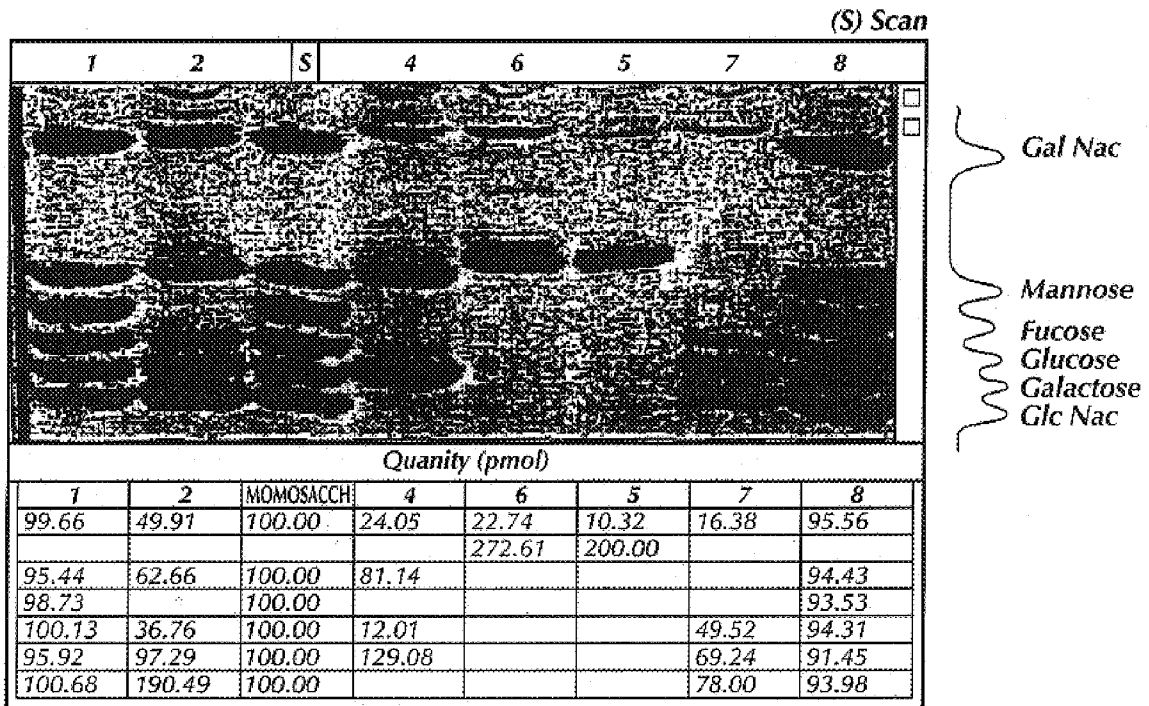 (S) Scan
1 2 S 4 6 5 7 8
Gal Nac
Mannose
Fucose
Glucose
Galactose
Glc Nac
Quanity (pmol)
1 2 MOMOSACCH 4 6 5 7 8
99.66 49.91 100.00 24.05 22.74 10.32 16.38 95.56
272.61 200.00
95.44 62.66 100.00 81.14 94.43
98.73 100.00 93.53
100.13 36.76 100.00 12.01 49.52 94.31
95.92 97.29 100.00 129.08 69.24 91.45
100.68 190.49 100.00 78.00 93.98